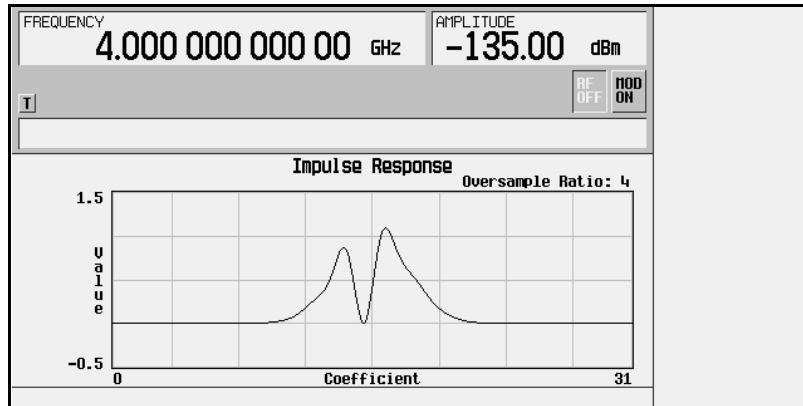 FREQUENCY
4.000 000 000 00 GHz
AMPLITUDE
-135.00 dBm
T
RF OFF
MOD ON
Impulse Response
Oversample Ratio: 4
1.5
Value
-0.5
0
Coefficient
31